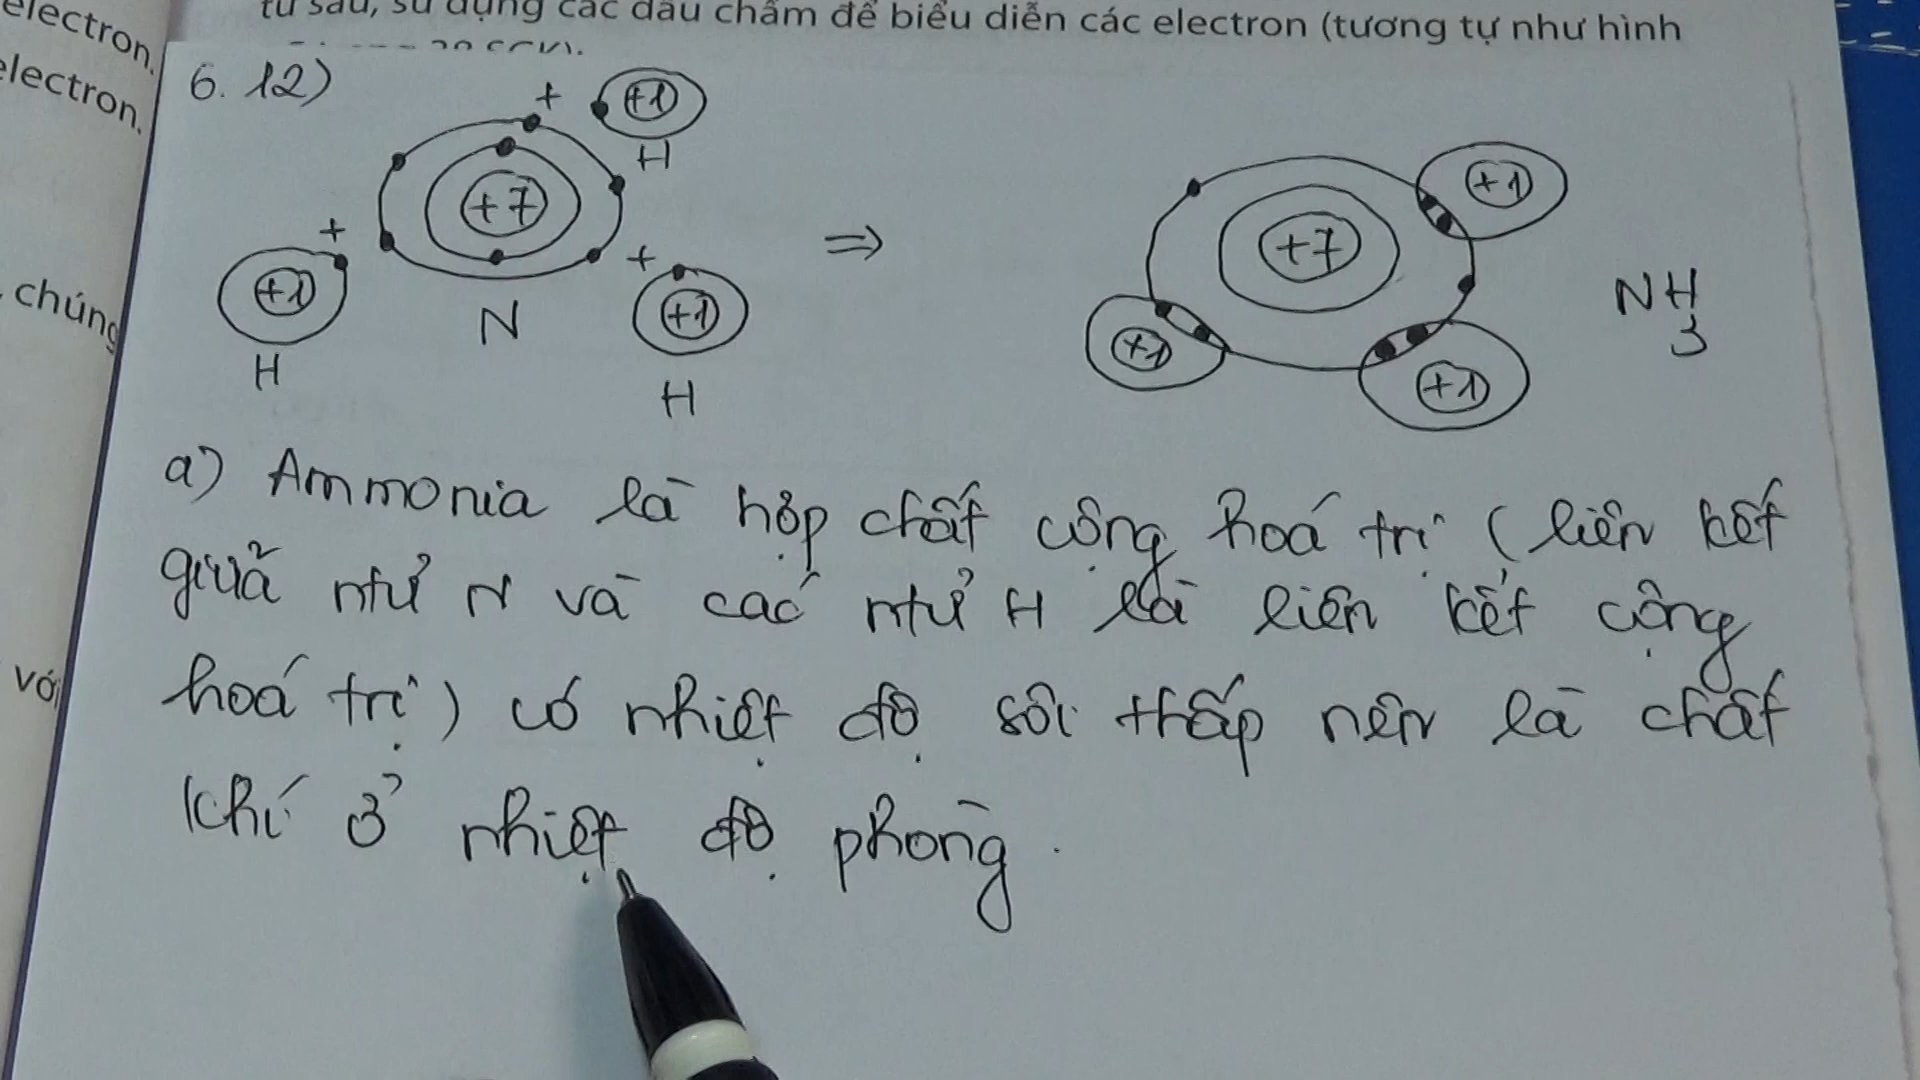 electron.
electron.
chúng
với
tử sau, sử dụng các dấu chấm để biểu diễn các electron (tương tự như hình
6. 12)
+ +1
H
+7
+
+1
H
N
+
+1
H
⇒
+7
+1
+1
+1
NH3
a) Ammonia là hợp chất cộng hoá trị (liên kết
giữa ntử N và các ntử H là liên kết cộng
hoá trị) có nhiệt độ sôi thấp nên là chất
khí ở nhiệt độ phòng.